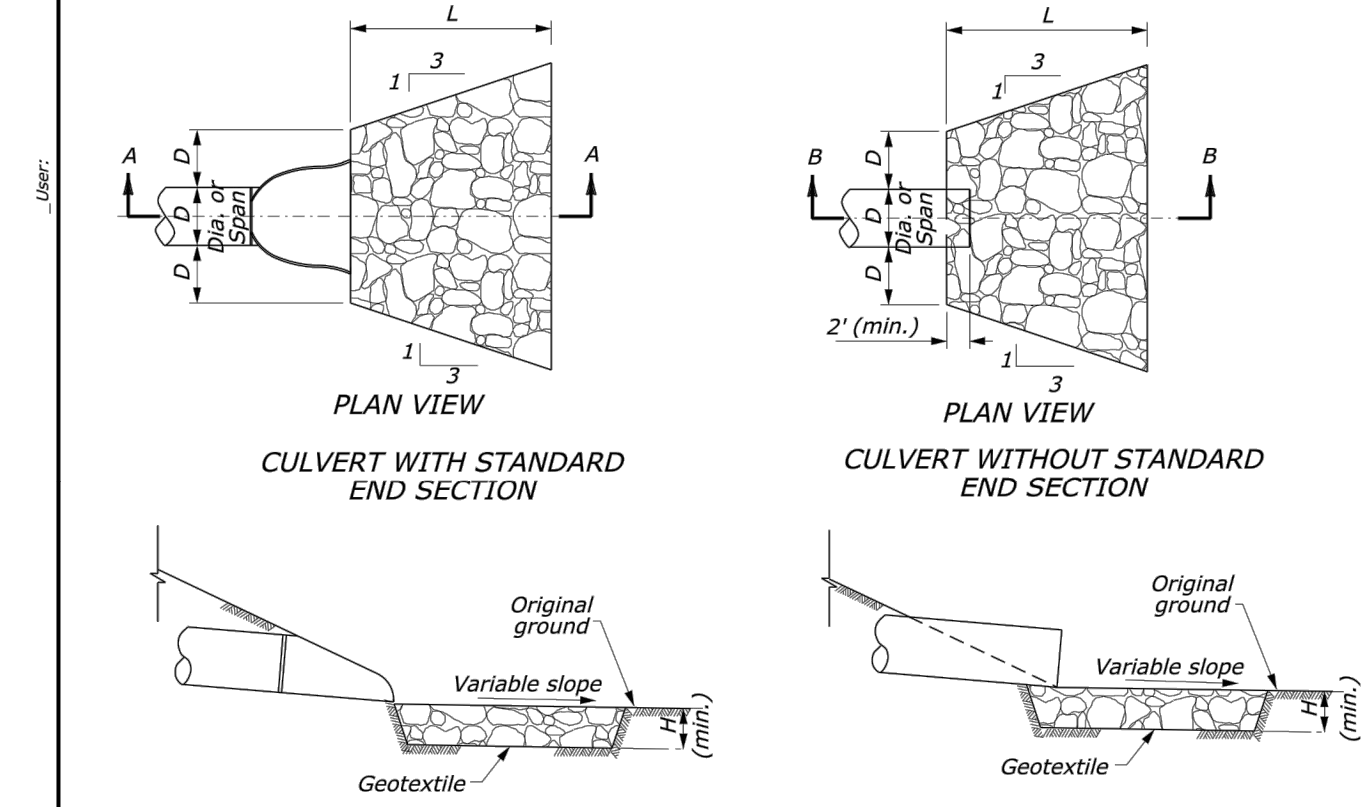 _User:
L
3
1
A
A
D
D
Dia. or
Span
D
1
3
PLAN VIEW
CULVERT WITH STANDARD
END SECTION
L
3
1
B
B
D
D
Dia. or
Span
D
2' (min.)
1
3
PLAN VIEW
CULVERT WITHOUT STANDARD
END SECTION
Original
ground
Variable slope
H
(min.)
Geotextile
Original
ground
Variable slope
H
(min.)
Geotextile